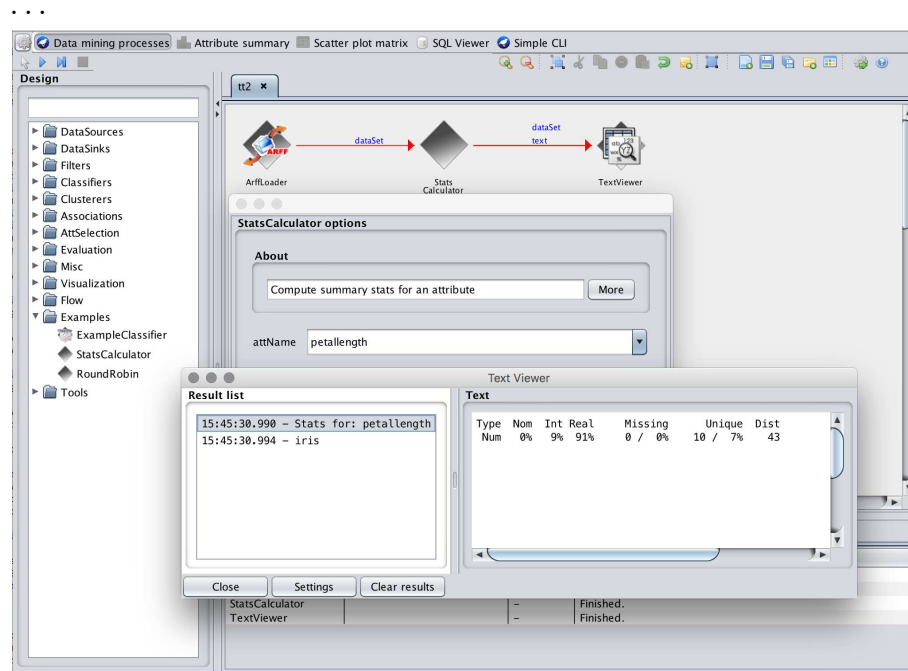 . . .
Data mining processes Attribute summary Scatter plot matrix SQL Viewer Simple CLI
Design
tt2
DataSources
DataSinks
Filters
Classifiers
Clusterers
Associations
AttSelection
Evaluation
Misc
Visualization
Flow
Examples
ExampleClassifier
StatsCalculator
RoundRobin
Tools
ARFF
ArffLoader
dataSet
Stats
Calculator
dataSet
text
TextViewer
StatsCalculator options
About
Compute summary stats for an attribute More
attName petallength
Text Viewer
Result list
15:45:30.990 – Stats for: petallength
15:45:30.994 – iris
Text
Type Nom Int Real Missing Unique Dist
Num 0% 9% 91% 0 / 0% 10 / 7% 43
Close Settings Clear results
StatsCalculator - Finished.
TextViewer - Finished.